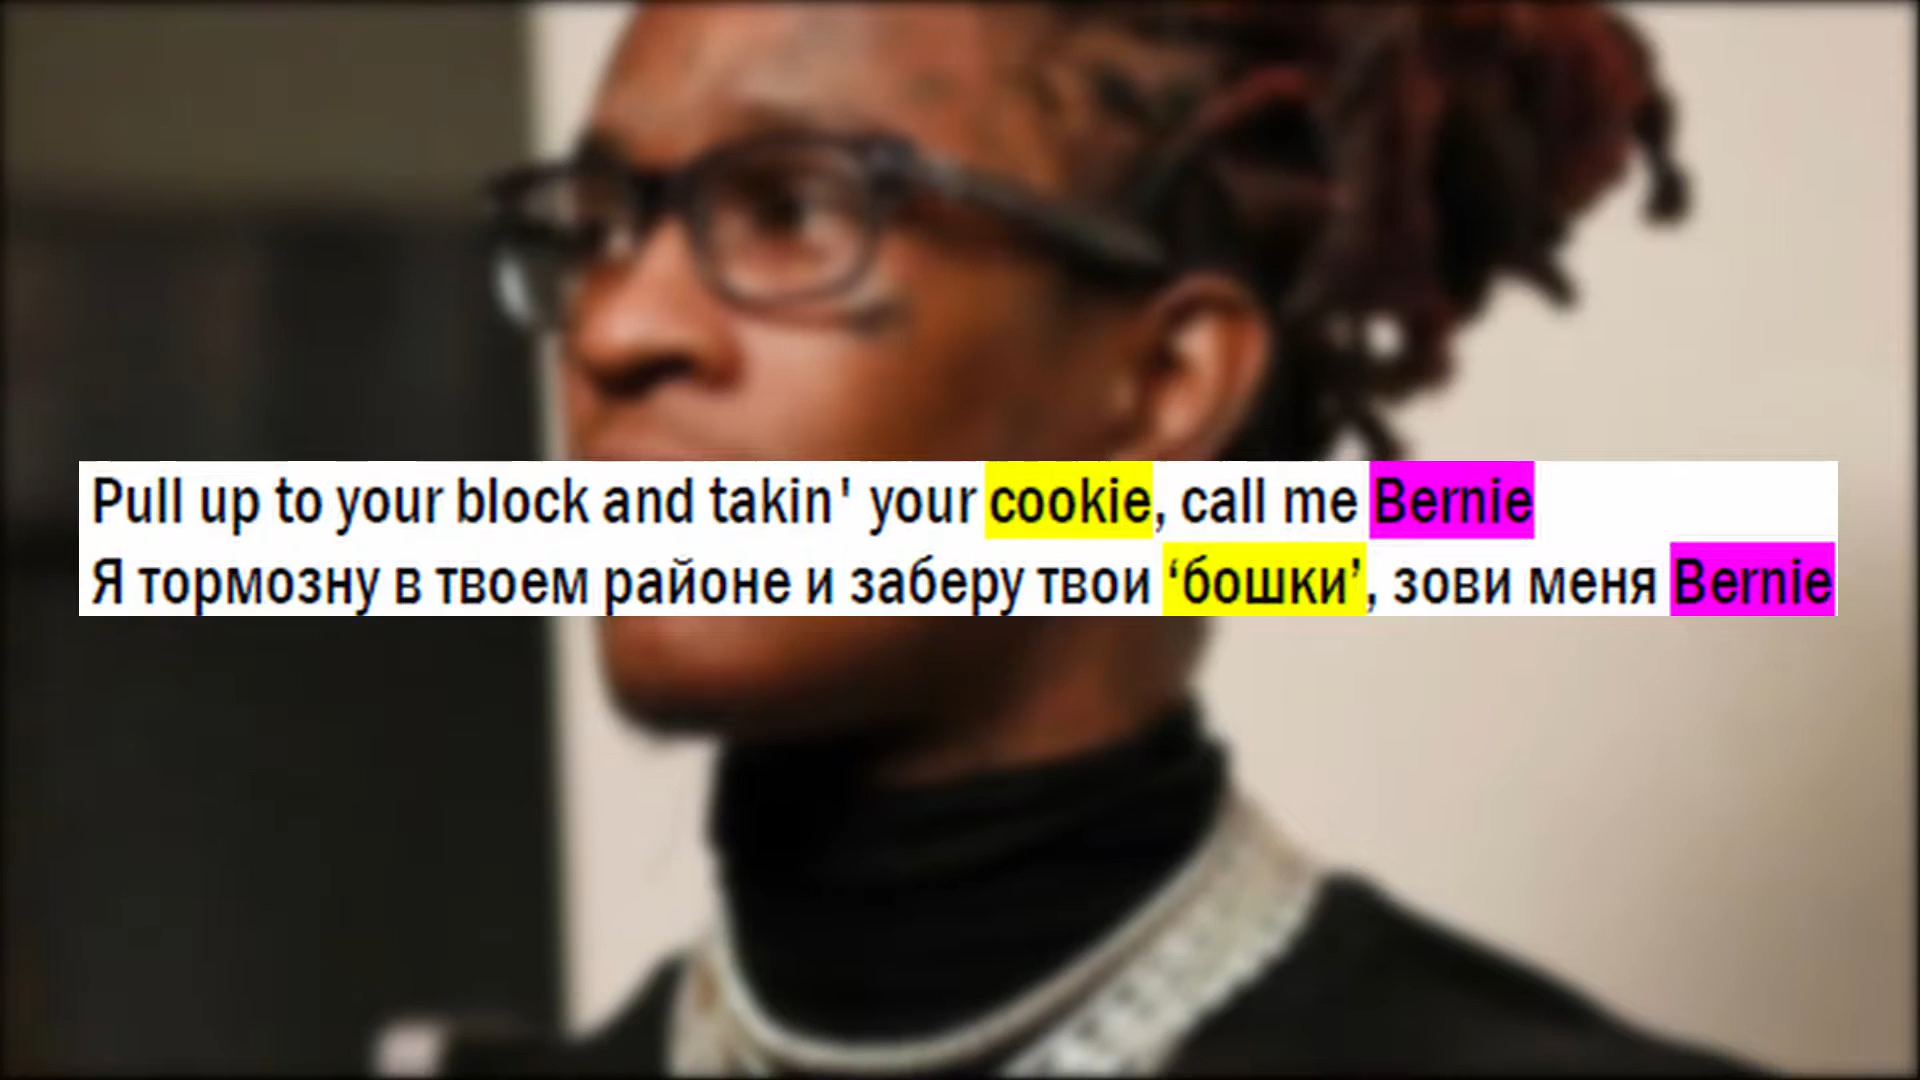 Pull up to your block and takin' your cookie, call me Bernie
Я тормозну в твоем районе и заберу твои ‘бошки’, зови меня Bernie